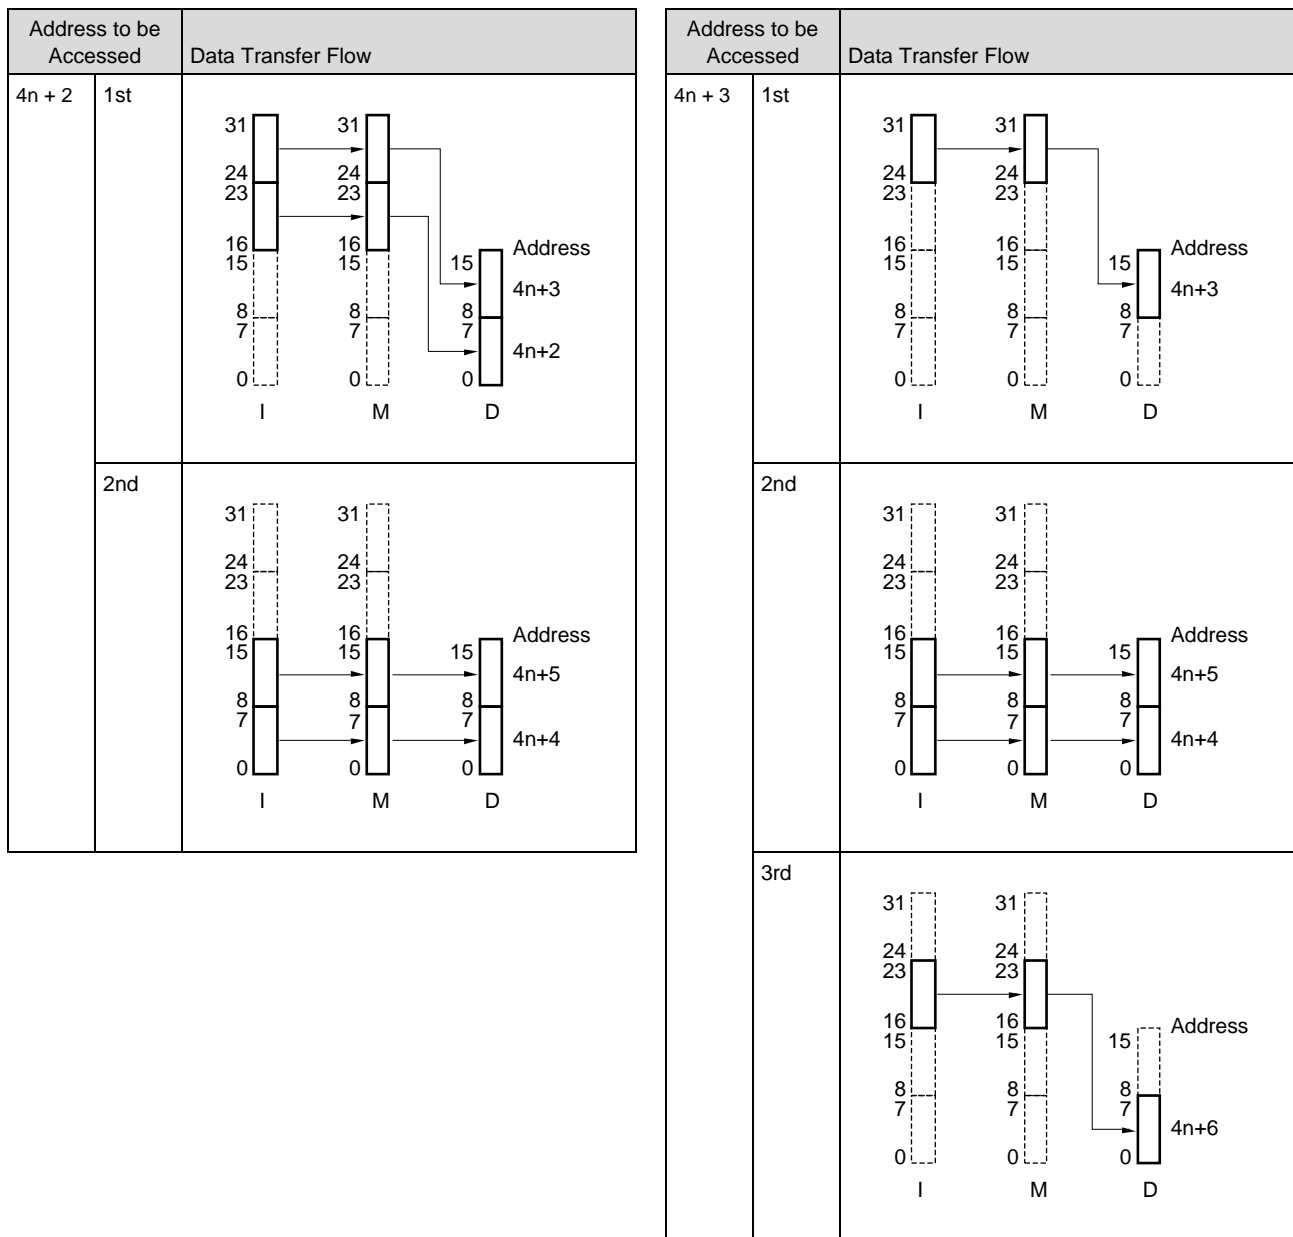 Address to be
Accessed
Data Transfer Flow
4n + 2
1st
31
31
24
24
23
23
16
16
Address
15
15
15
4n+3
8
8
8
7
7
7
4n+2
0
0
0
I
M
D
2nd
31
31
24
24
23
23
16
16
Address
15
15
15
4n+5
8
8
8
7
7
7
4n+4
0
0
0
I
M
D
Address to be
Accessed
Data Transfer Flow
4n + 3
1st
31
31
24
24
23
23
16
16
Address
15
15
15
4n+3
8
8
8
7
7
7
0
0
0
I
M
D
2nd
31
31
24
24
23
23
16
16
Address
15
15
15
4n+5
8
8
8
7
7
7
4n+4
0
0
0
I
M
D
3rd
31
31
24
24
23
23
16
16
Address
15
15
15
8
8
8
7
7
7
4n+6
0
0
0
I
M
D